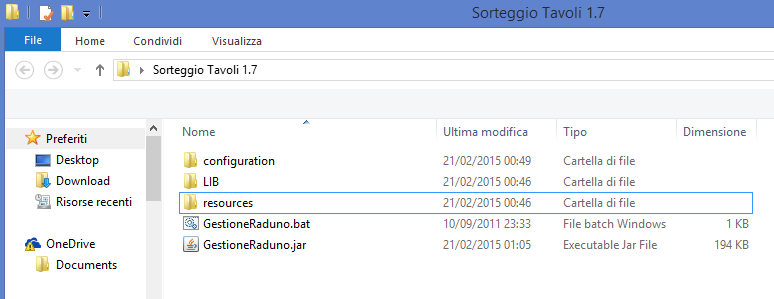 Sorteggio Tavoli 1.7
File Home Condividi Visualizza
Sorteggio Tavoli 1.7
Preferiti
Desktop
Download
Risorse recenti
OneDrive
Documents
Nome Ultima modifica Tipo Dimensione
configuration 21/02/2015 00:49 Cartella di file
LIB 21/02/2015 00:46 Cartella di file
resources 21/02/2015 00:46 Cartella di file
GestioneRaduno.bat 10/09/2011 23:33 File batch Windows 1 KB
GestioneRaduno.jar 21/02/2015 01:05 Executable Jar File 194 KB